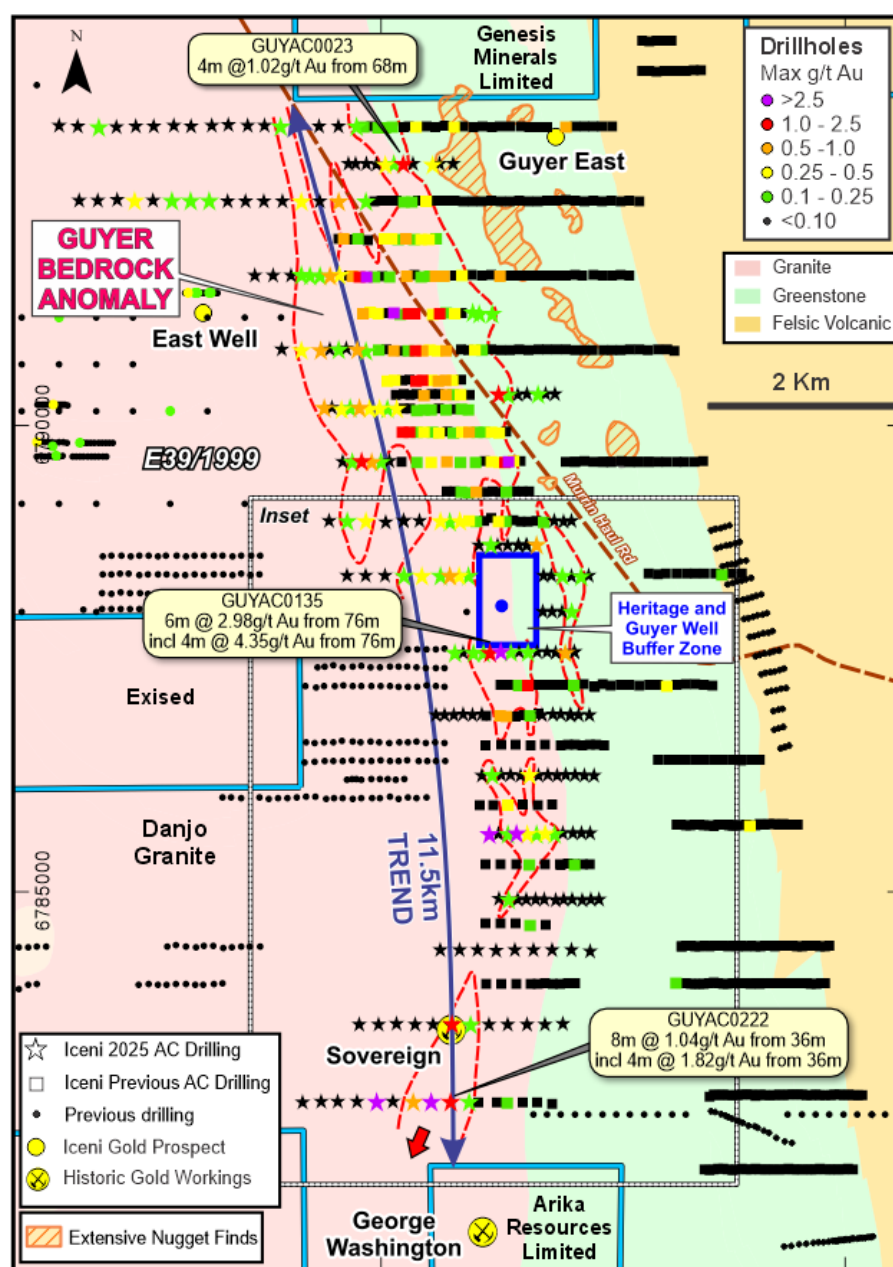 N
GUYAC0023
4m @1.02g/t Au from 68m
Genesis
Minerals
Limited
Drillholes
Max g/t Au
>2.5
1.0 - 2.5
0.5 -1.0
0.25 - 0.5
0.1 - 0.25
<0.10
Guyer East
GUYER
BEDROCK
ANOMALY
Granite
Greenstone
Felsic Volcanic
East Well
2 Km
6790000
E39/1999
Murrin Haul Rd
Inset
GUYAC0135
6m @ 2.98g/t Au from 76m
incl 4m @ 4.35g/t Au from 76m
Heritage and
Guyer Well
Buffer Zone
Exised
Danjo
Granite
11.5km
TREND
6785000
GUYAC0222
8m @ 1.04g/t Au from 36m
incl 4m @ 1.82g/t Au from 36m
Sovereign
Iceni 2025 AC Drilling
Iceni Previous AC Drilling
Previous drilling
Iceni Gold Prospect
Historic Gold Workings
Extensive Nugget Finds
George
Washington
Arika
Resources
Limited